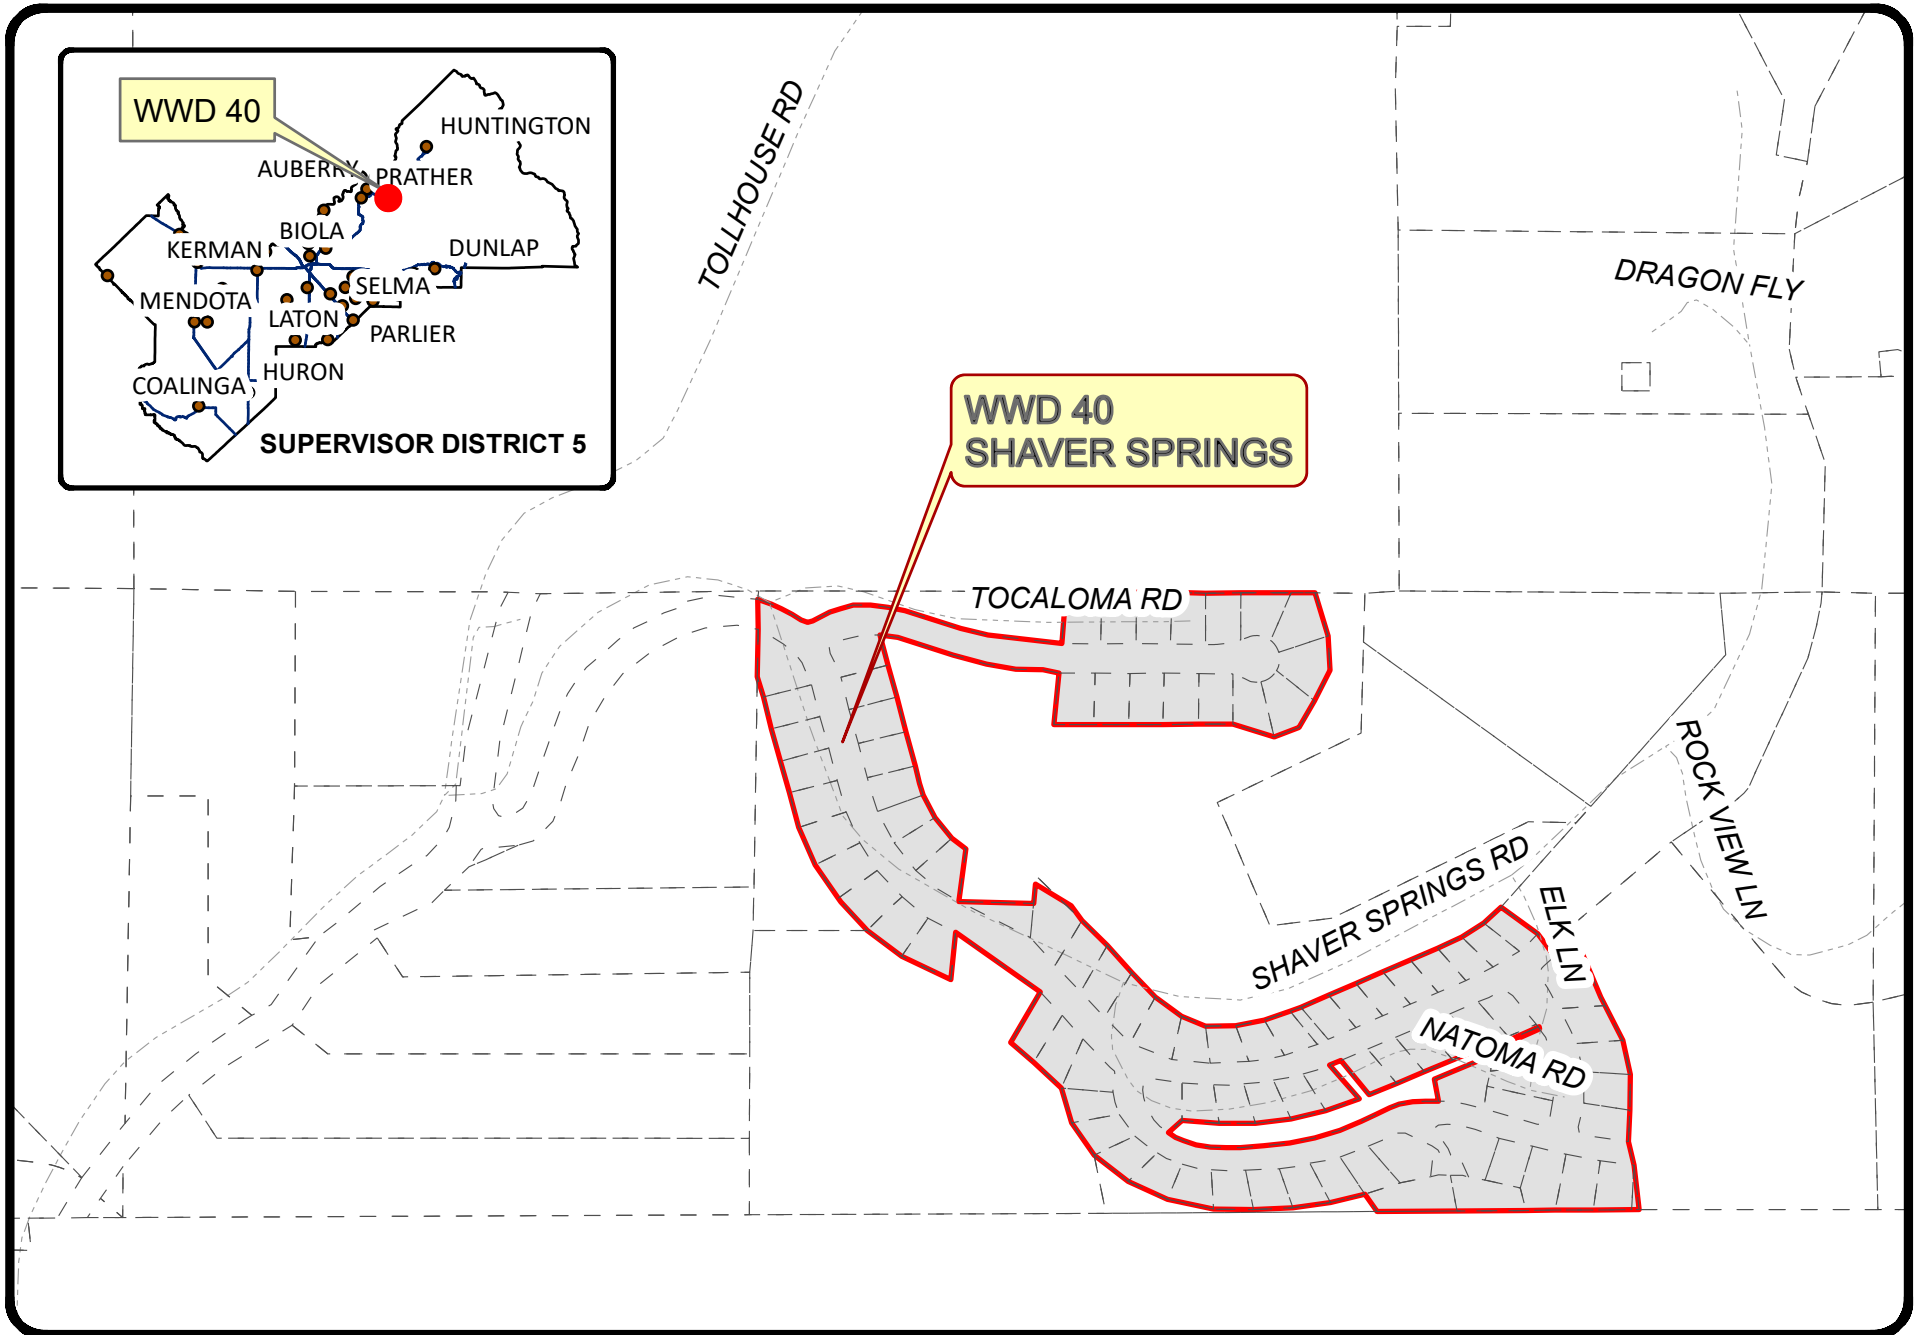 WWD 40
HUNTINGTON
AUBERRY
PRATHER
BIOLA
KERMAN
DUNLAP
SELMA
MENDOTA
LATON
PARLIER
HURON
COALINGA
SUPERVISOR DISTRICT 5
TOLLHOUSE RD
DRAGON FLY
WWD 40
SHAVER SPRINGS
TOCALOMA RD
ROCK VIEW LN
SHAVER SPRINGS RD
ELK LN
NATOMA RD